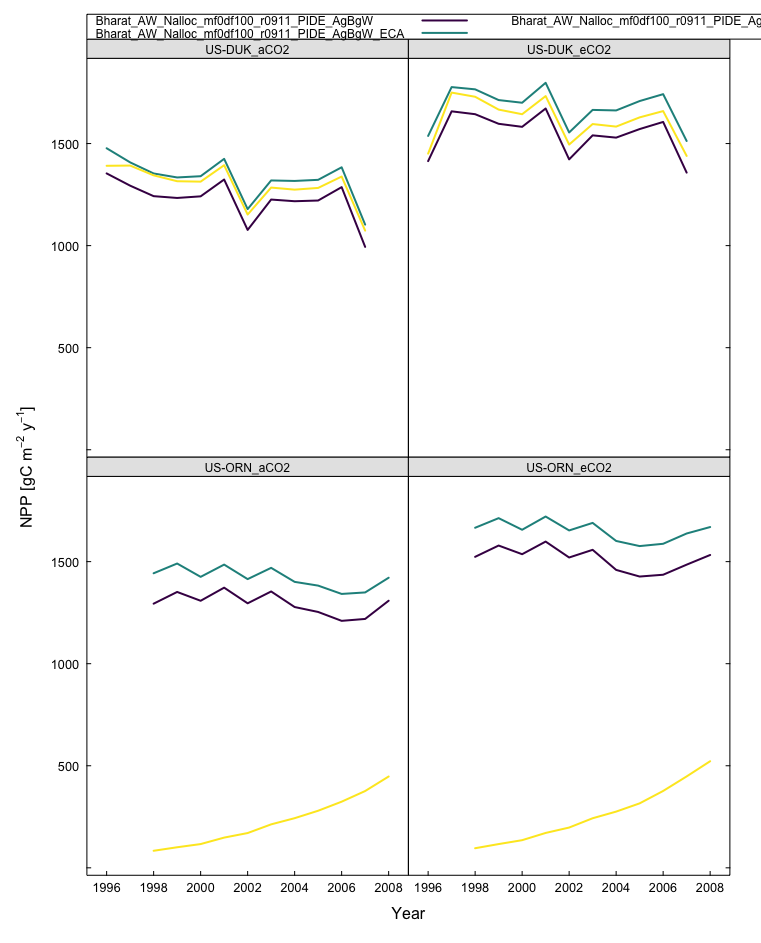 Bharat_AW_Nalloc_mf0df100_r0911_PIDE_AgBgW
Bharat_AW_Nalloc_mf0df100_r0911_PIDE_Ag
Bharat_AW_Nalloc_mf0df100_r0911_PIDE_AgBgW_ECA
US-DUK_aCO2
US-DUK_eCO2
1500
1000
500
US-ORN_aCO2
US-ORN_eCO2
1500
1000
500
NPP [gC m−2 y−1]
1996 1998 2000 2002 2004 2006 2008
1996 1998 2000 2002 2004 2006 2008
Year